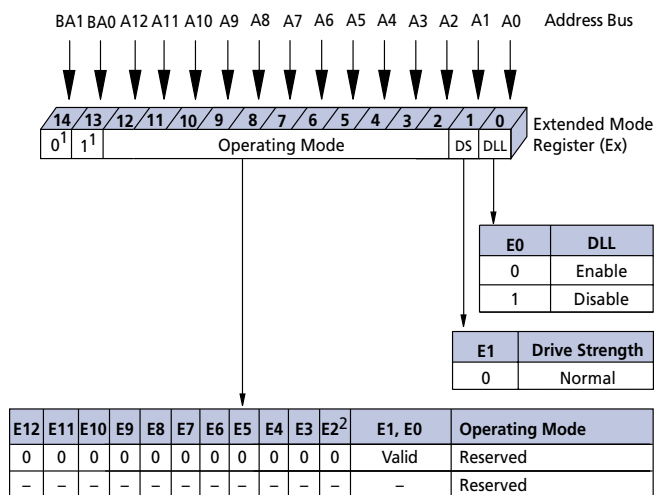 BA1 BA0 A12 A11 A10 A9 A8 A7 A6 A5 A4 A3 A2 A1 A0 Address Bus
14 13 12 11 10 9 8 7 6 5 4 3 2 1 0
Extended Mode
Register (Ex)
0¹ 1¹ Operating Mode DS DLL
E0 DLL
0 Enable
1 Disable
E1 Drive Strength
0 Normal
E12 E11 E10 E9 E8 E7 E6 E5 E4 E3 E2² E1, E0 Operating Mode
0 0 0 0 0 0 0 0 0 0 0 Valid Reserved
– – – – – – – – – – – – Reserved